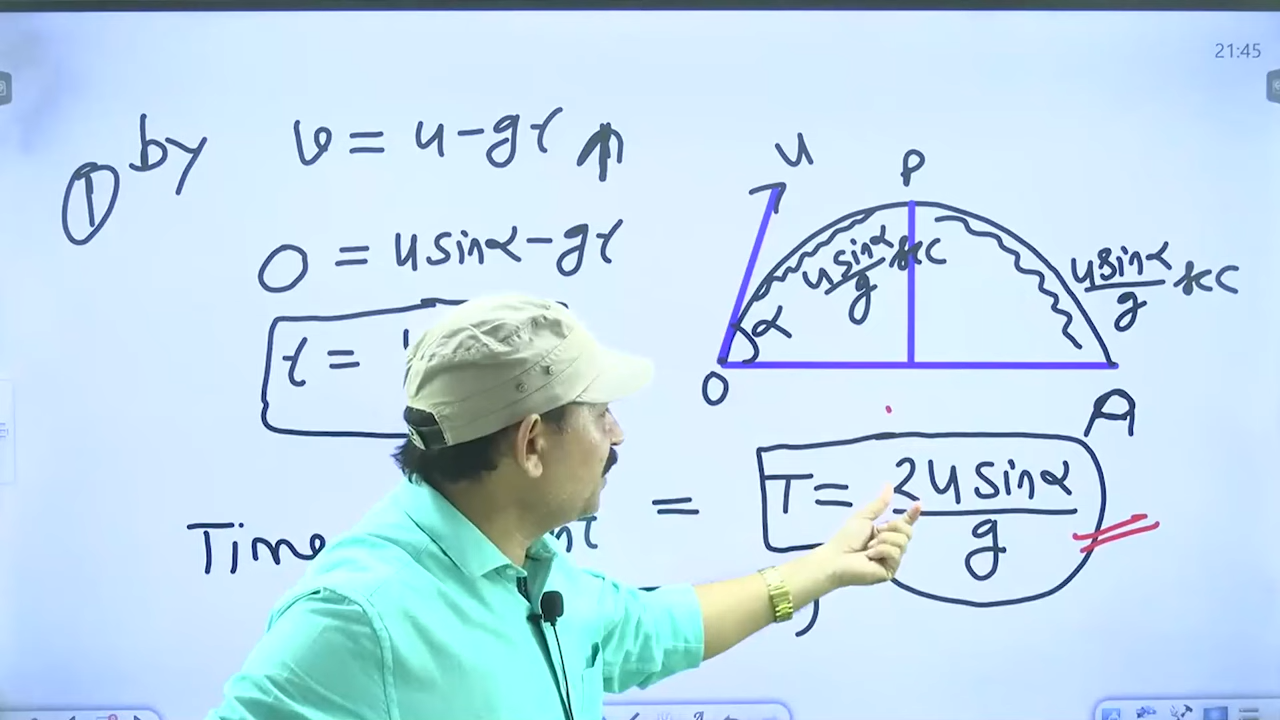 21:45
① by v = u - gt ↑
0 = u sinα - gt
t =
Time
= T = 2u sinα / g
u
P
u sinα / g sec
u sinα / g sec
α
O
A